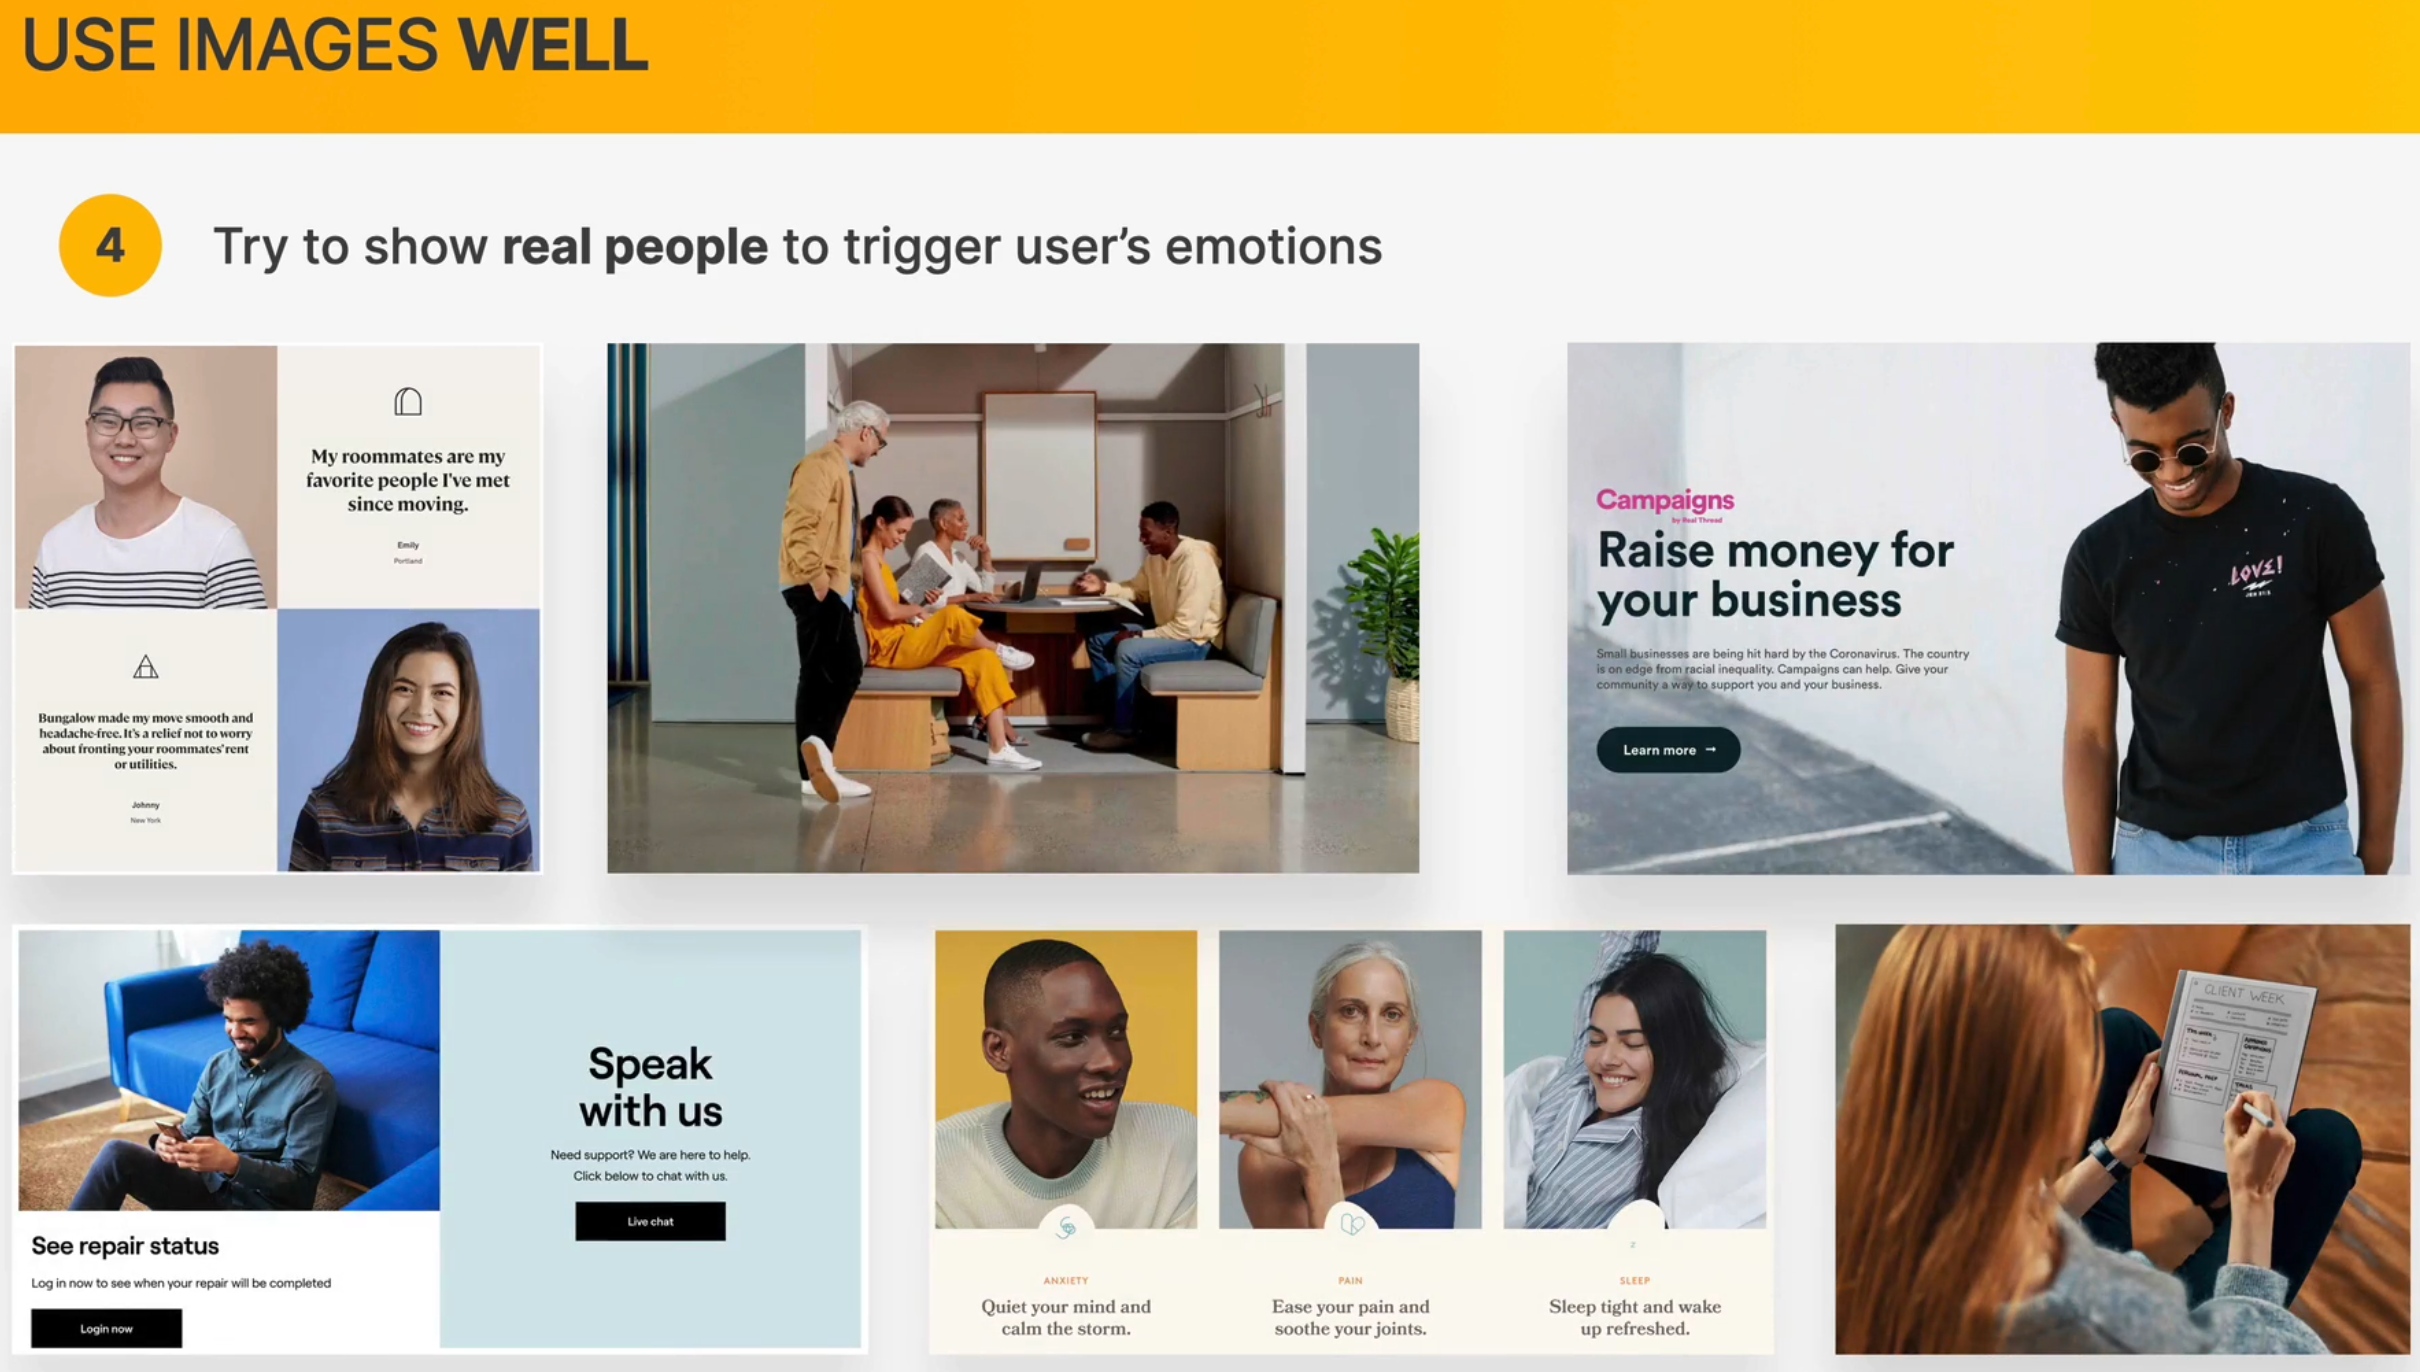 USE IMAGES WELL
4
Try to show real people to trigger user’s emotions
My roommates are my
favorite people I've met
since moving.
Emily
Portland
Bungalow made my move smooth and
headache-free. It's a relief not to worry
about fronting your roommates' rent
or utilities.
Johnny
New York
Campaigns
by Real Thread
Raise money for
your business
Small businesses are being hit hard by the Coronavirus. The country
is on edge from racial inequality. Campaigns can help. Give your
community a way to support you and your business.
Learn more →
LOVE!
See repair status
Log in now to see when your repair will be completed
Login now
Speak
with us
Need support? We are here to help.
Click below to chat with us.
Live chat
z
ANXIETY
Quiet your mind and
calm the storm.
PAIN
Ease your pain and
soothe your joints.
SLEEP
Sleep tight and wake
up refreshed.
CLIENT WEEK
THIS WEEK
PERSONAL PREP
TASKS